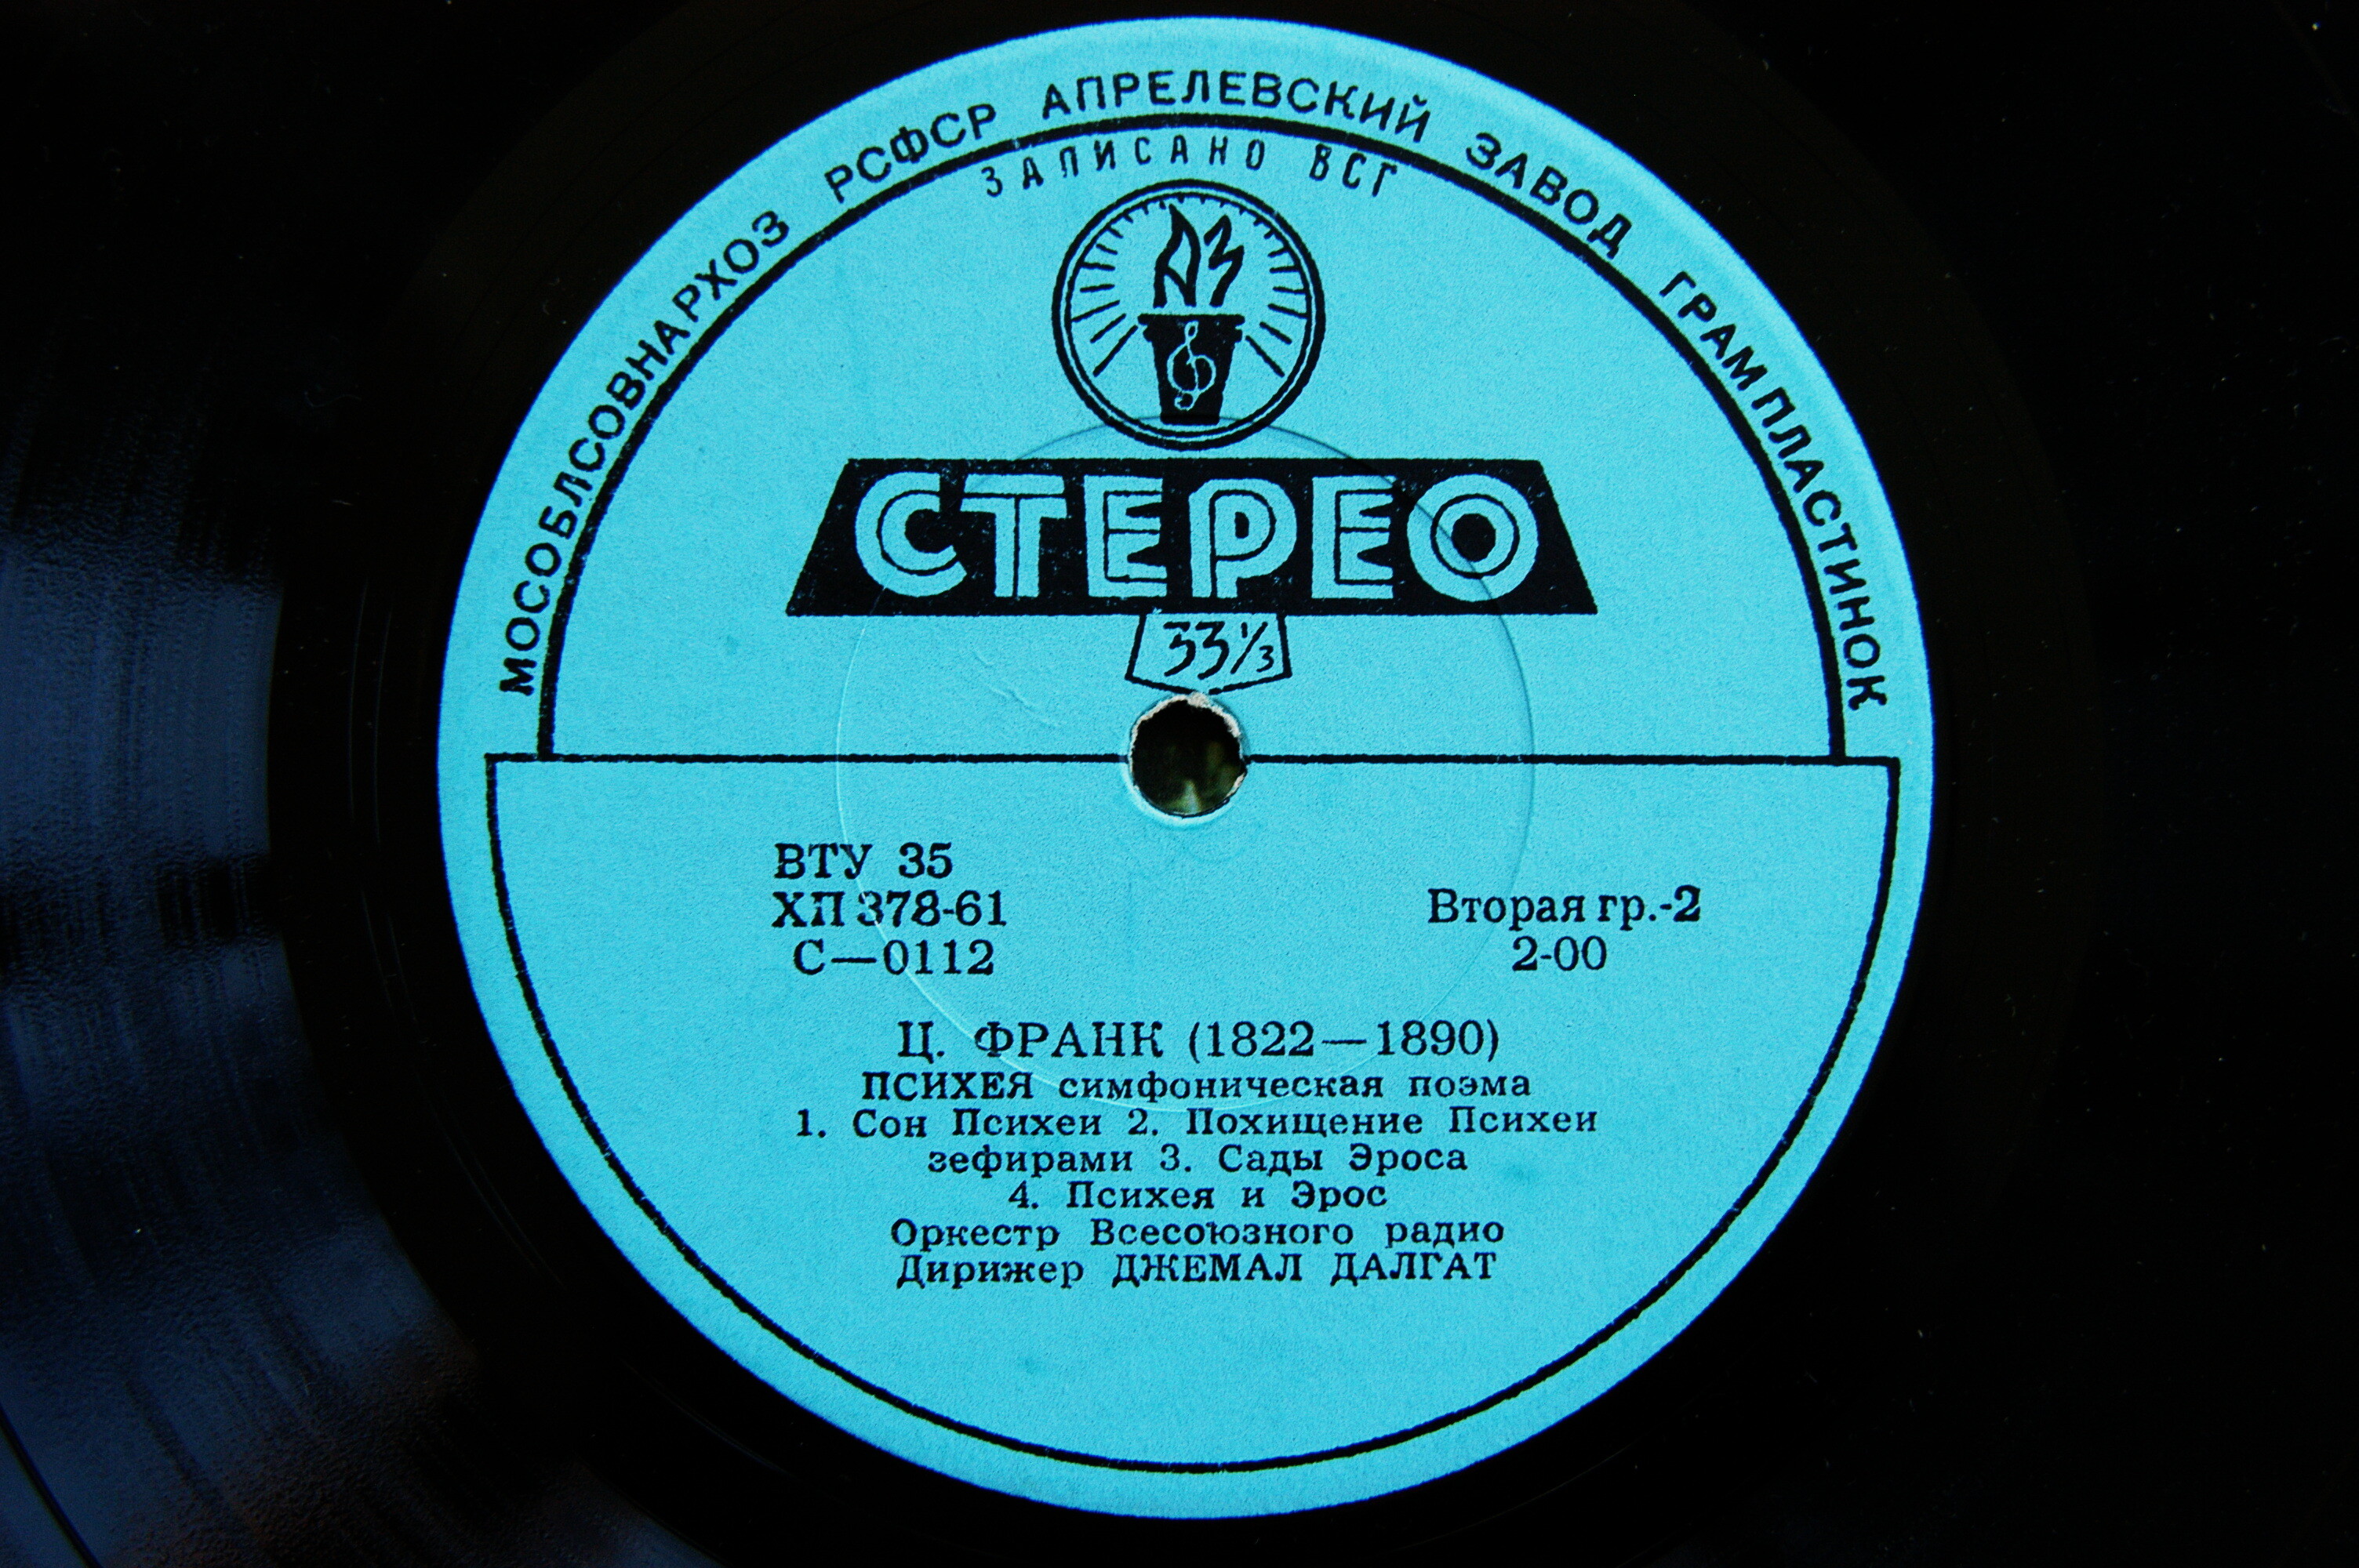 МОСОБЛСОВНАРХОЗ РСФСР АПРЕЛЕВСКИЙ ЗАВОД ГРАМПЛАСТИНОК
ЗАПИСАНО ВСГ
АЗ
СТЕРЕО
33 1/3
ВТУ 35
ХП 378-61
С—0112
Вторая гр.-2
2-00
Ц. ФРАНК (1822—1890)
ПСИХЕЯ симфоническая поэма
1. Сон Психеи 2. Похищение Психеи
зефирами 3. Сады Эроса
4. Психея и Эрос
Оркестр Всесоюзного радио
Дирижер ДЖЕМАЛ ДАЛГАТ